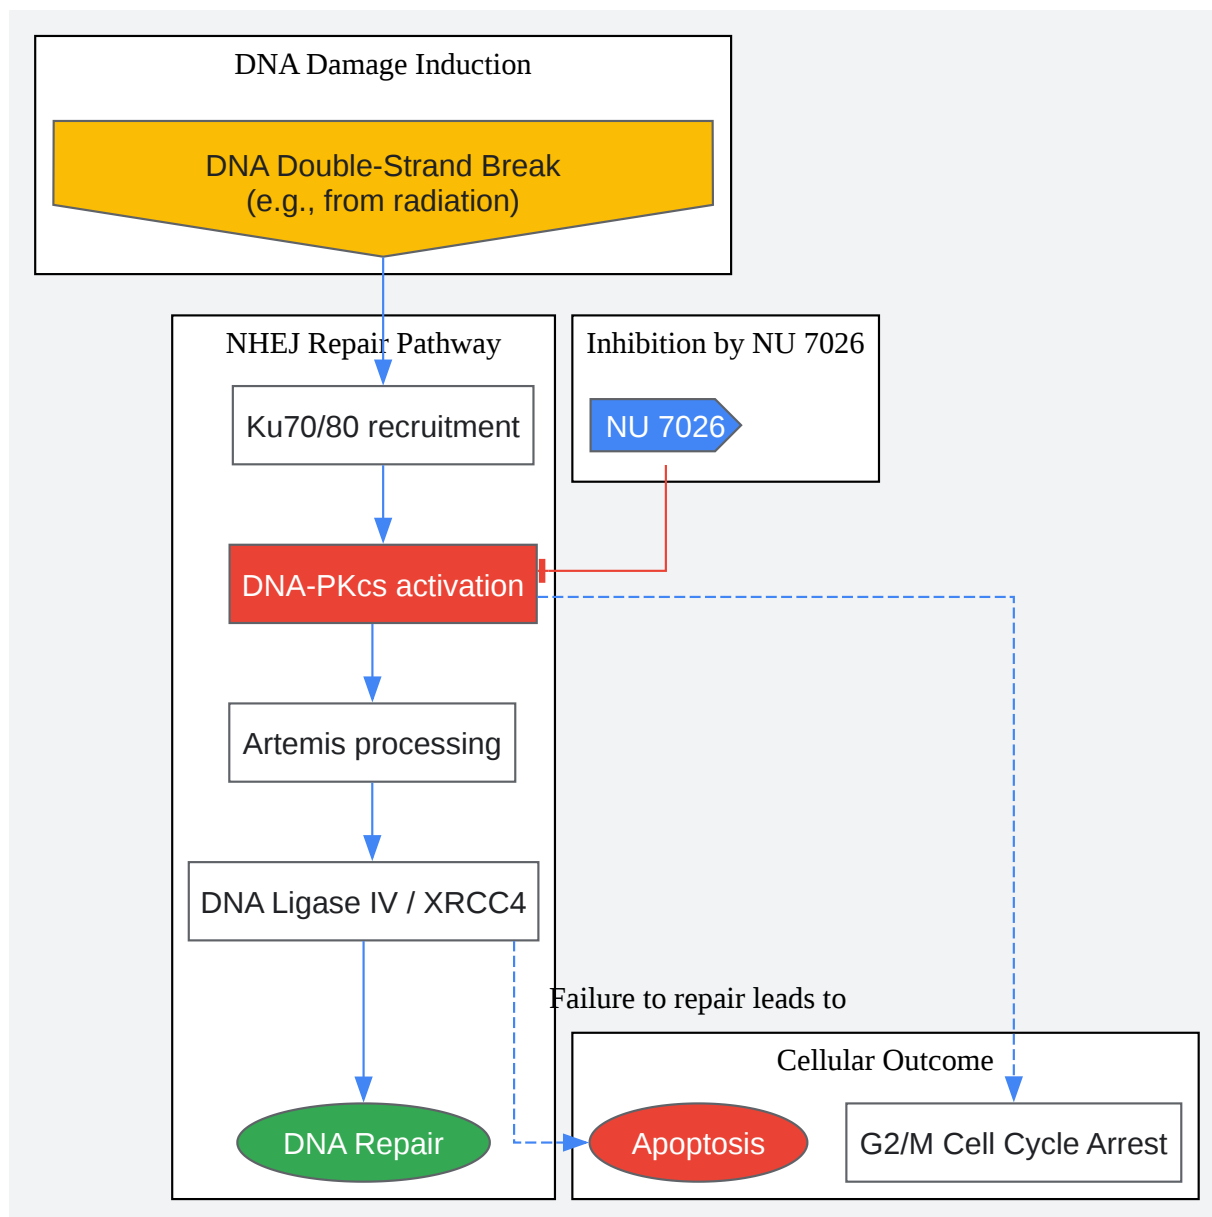 DNA Damage Induction
DNA Double-Strand Break
(e.g., from radiation)
NHEJ Repair Pathway
Inhibition by NU 7026
Ku70/80 recruitment
NU 7026
DNA-PKcs activation
Artemis processing
DNA Ligase IV / XRCC4
Failure to repair leads to
Cellular Outcome
DNA Repair
Apoptosis
G2/M Cell Cycle Arrest